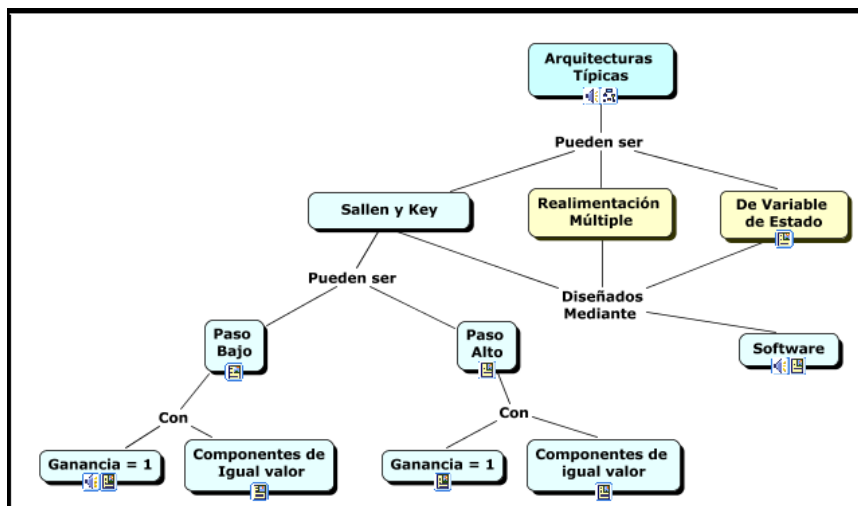 Arquitecturas
Típicas
Pueden ser
Sallen y Key
Realimentación
Múltiple
De Variable
de Estado
Pueden ser
Diseñados
Mediante
Paso
Bajo
Paso
Alto
Software
Con
Con
Ganancia = 1
Componentes de
Igual valor
Ganancia = 1
Componentes de
igual valor